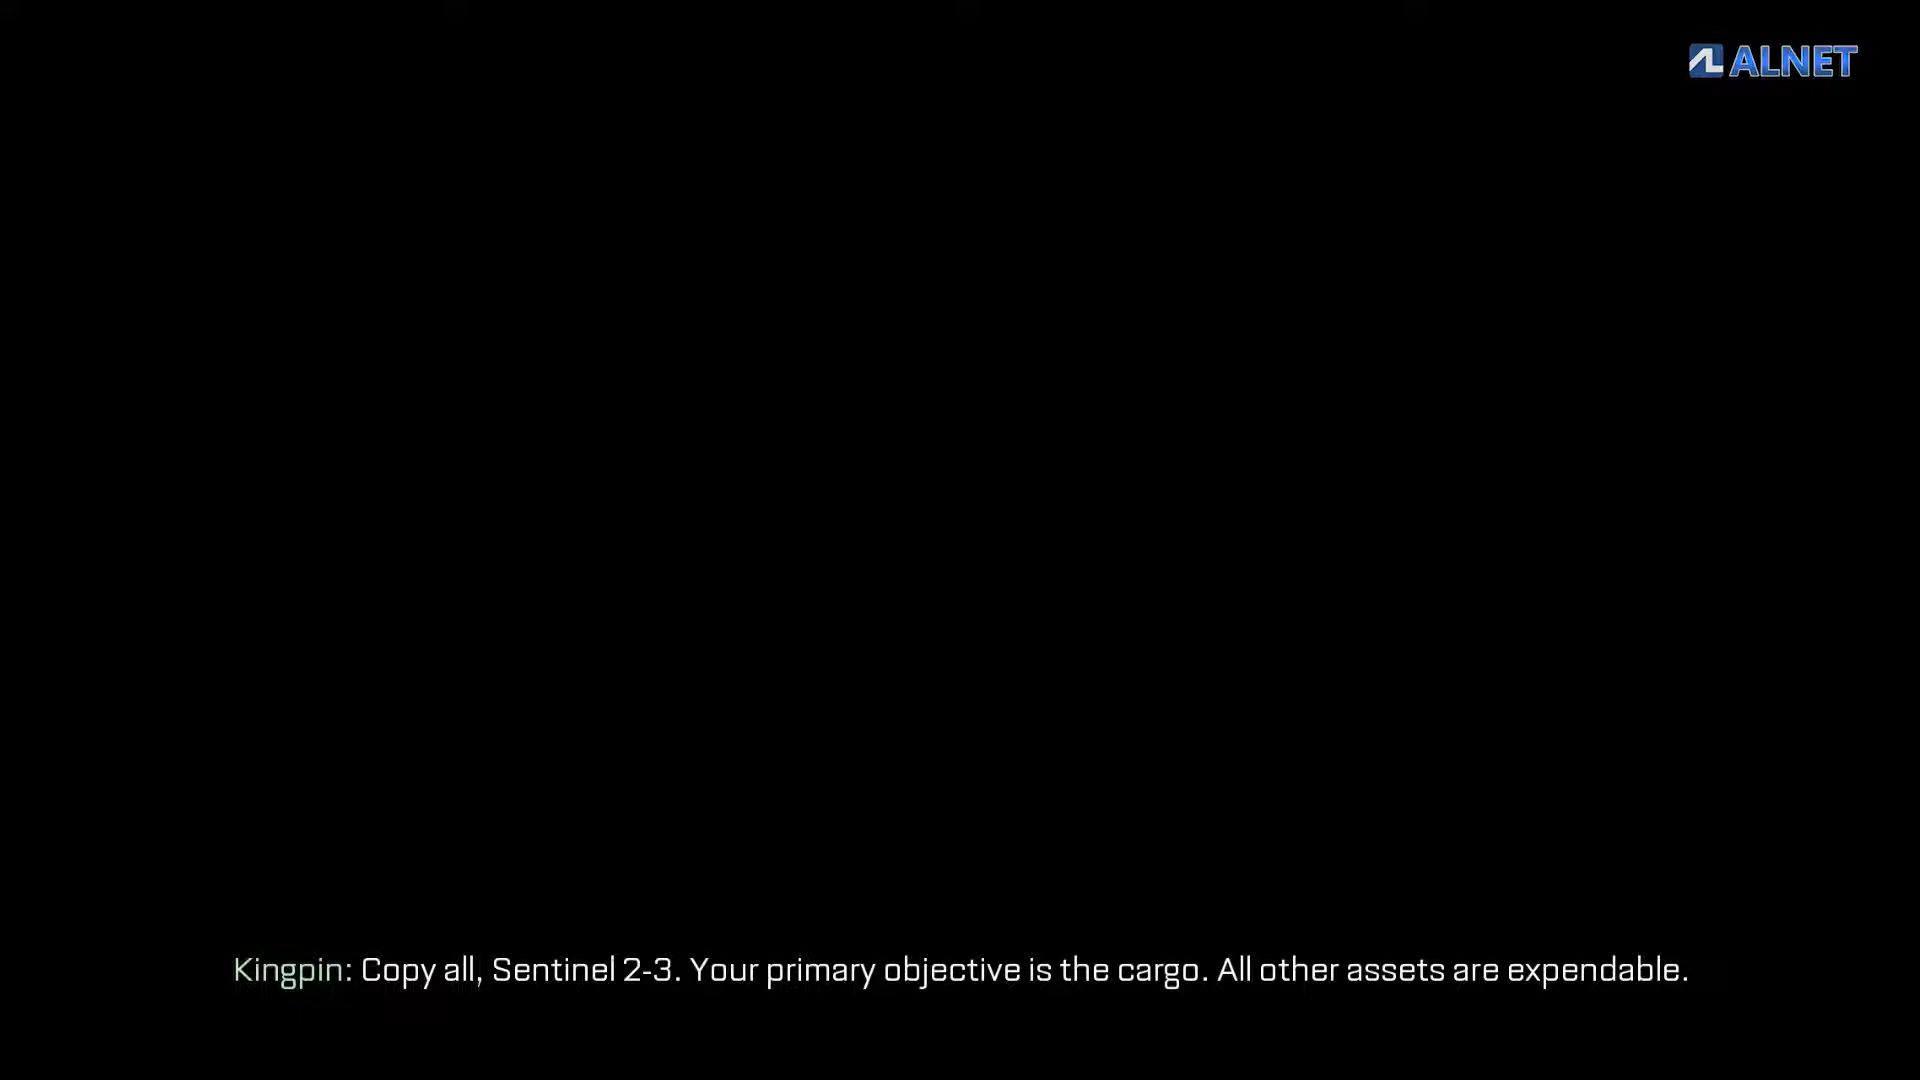 ALNET
Kingpin: Copy all, Sentinel 2-3. Your primary objective is the cargo. All other assets are expendable.